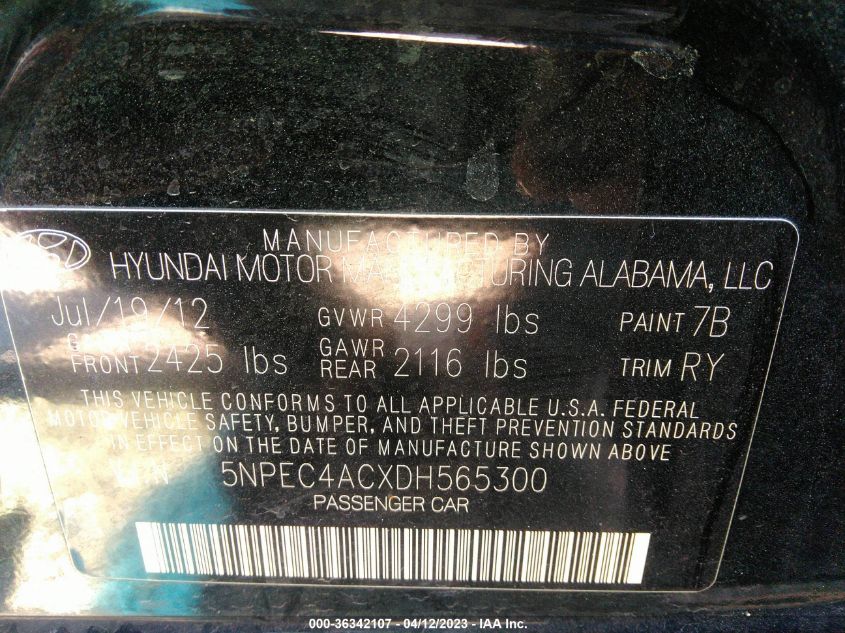 MANUFACTURED BY
HYUNDAI MOTOR MANUFACTURING ALABAMA, LLC
Jul/19/12 GVWR 4299 lbs PAINT 7B
GAWR FRONT 2425 lbs GAWR REAR 2116 lbs TRIM RY
THIS VEHICLE CONFORMS TO ALL APPLICABLE U.S.A. FEDERAL
MOTOR VEHICLE SAFETY, BUMPER, AND THEFT PREVENTION STANDARDS
IN EFFECT ON THE DATE OF MANUFACTURE SHOWN ABOVE
V.I.N 5NPEC4ACXDH565300
PASSENGER CAR
000-36342107 - 04/12/2023 - IAA Inc.